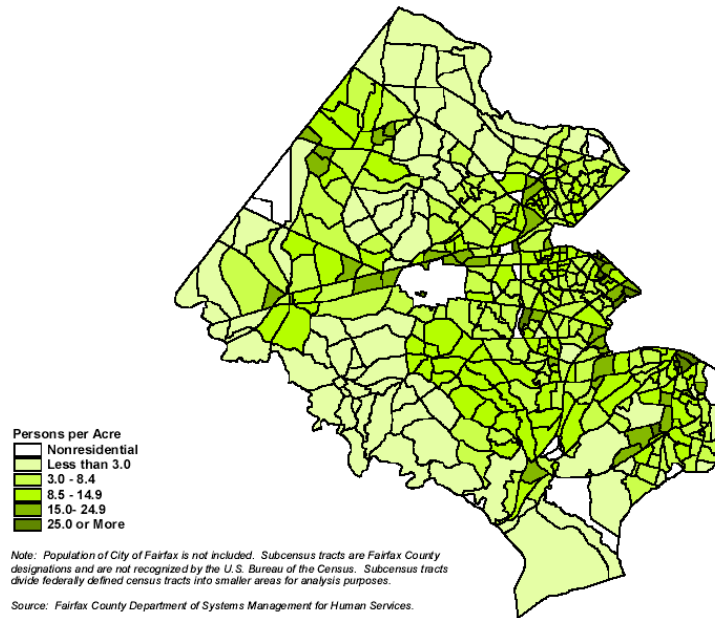 Persons per Acre
Nonresidential
Less than 3.0
3.0 - 8.4
8.5 - 14.9
15.0- 24.9
25.0 or More
Note: Population of City of Fairfax is not included. Subcensus tracts are Fairfax County
designations and are not recognized by the U.S. Bureau of the Census. Subcensus tracts
divide federally defined census tracts into smaller areas for analysis purposes.
Source: Fairfax County Department of Systems Management for Human Services.